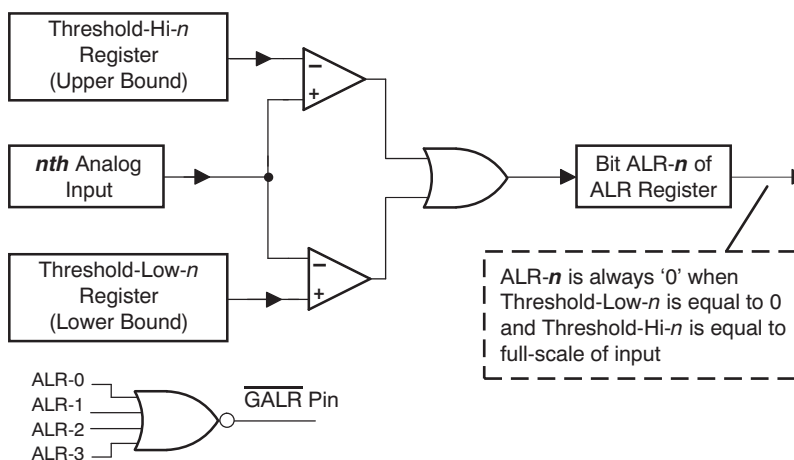 Threshold-Hi-n
Register
(Upper Bound)
−
+
nth Analog
Input
Bit ALR-n of
ALR Register
Threshold-Low-n
Register
(Lower Bound)
−
+
ALR-n is always ‘0’ when
Threshold-Low-n is equal to 0
and Threshold-Hi-n is equal to
full-scale of input
ALR-0
ALR-1
ALR-2
ALR-3
GALR Pin